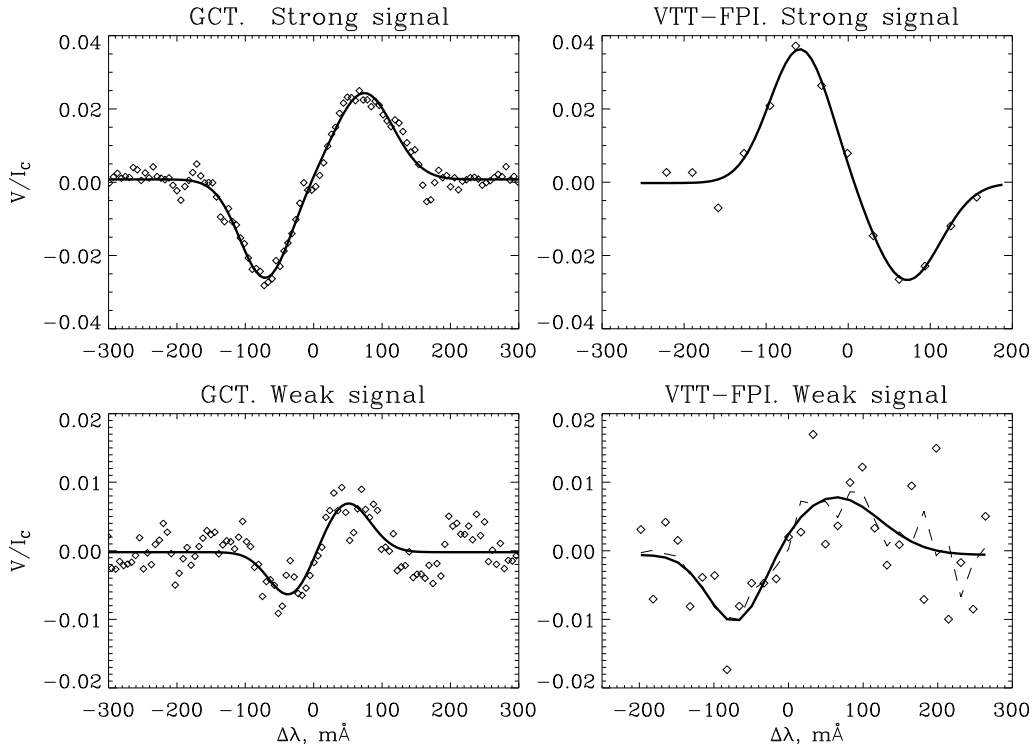 GCT. Strong signal
VTT-FPI. Strong signal
V/I_C
0.04
0.02
0.00
-0.02
-0.04
-300 -200 -100 0 100 200 300
0.04
0.02
0.00
-0.02
-0.04
-300 -200 -100 0 100 200
GCT. Weak signal
VTT-FPI. Weak signal
V/I_C
0.02
0.01
0.00
-0.01
-0.02
-300 -200 -100 0 100 200 300
Δλ, mÅ
0.02
0.01
0.00
-0.01
-0.02
-200 -100 0 100 200 300
Δλ, mÅ